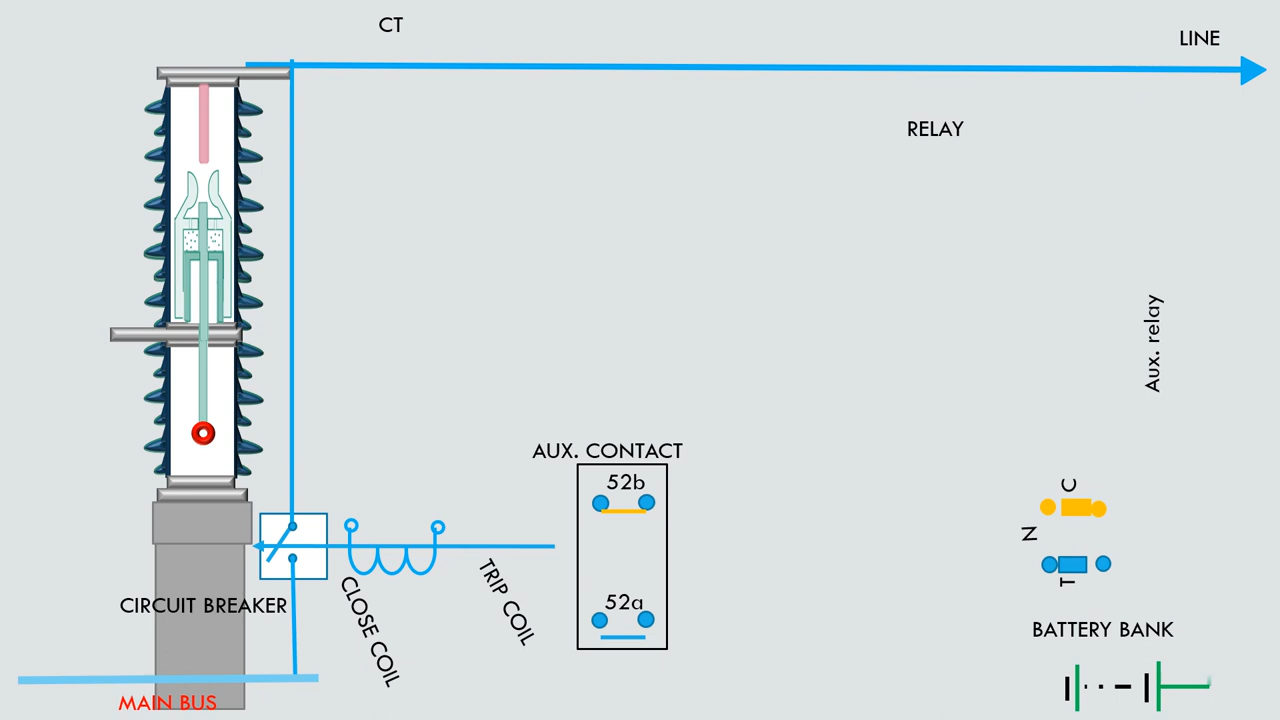 CT
LINE
RELAY
Aux. relay
AUX. CONTACT
52b
C
N
T
52a
TRIP COIL
CLOSE COIL
CIRCUIT BREAKER
BATTERY BANK
MAIN BUS